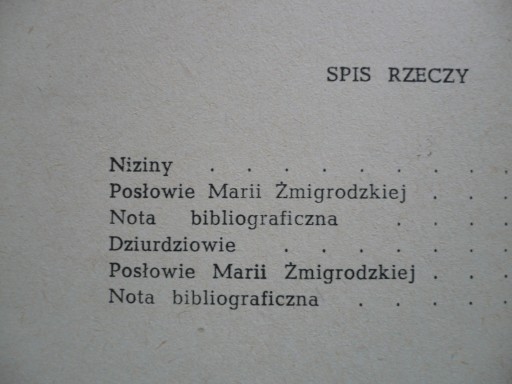 SPIS RZECZY
Niziny . . . . . . . .
Posłowie Marii Żmigrodzkiej . . .
Nota bibliograficzna . . . .
Dziurdziowie . . . . . .
Posłowie Marii Żmigrodzkiej . . .
Nota bibliograficzna . . . .